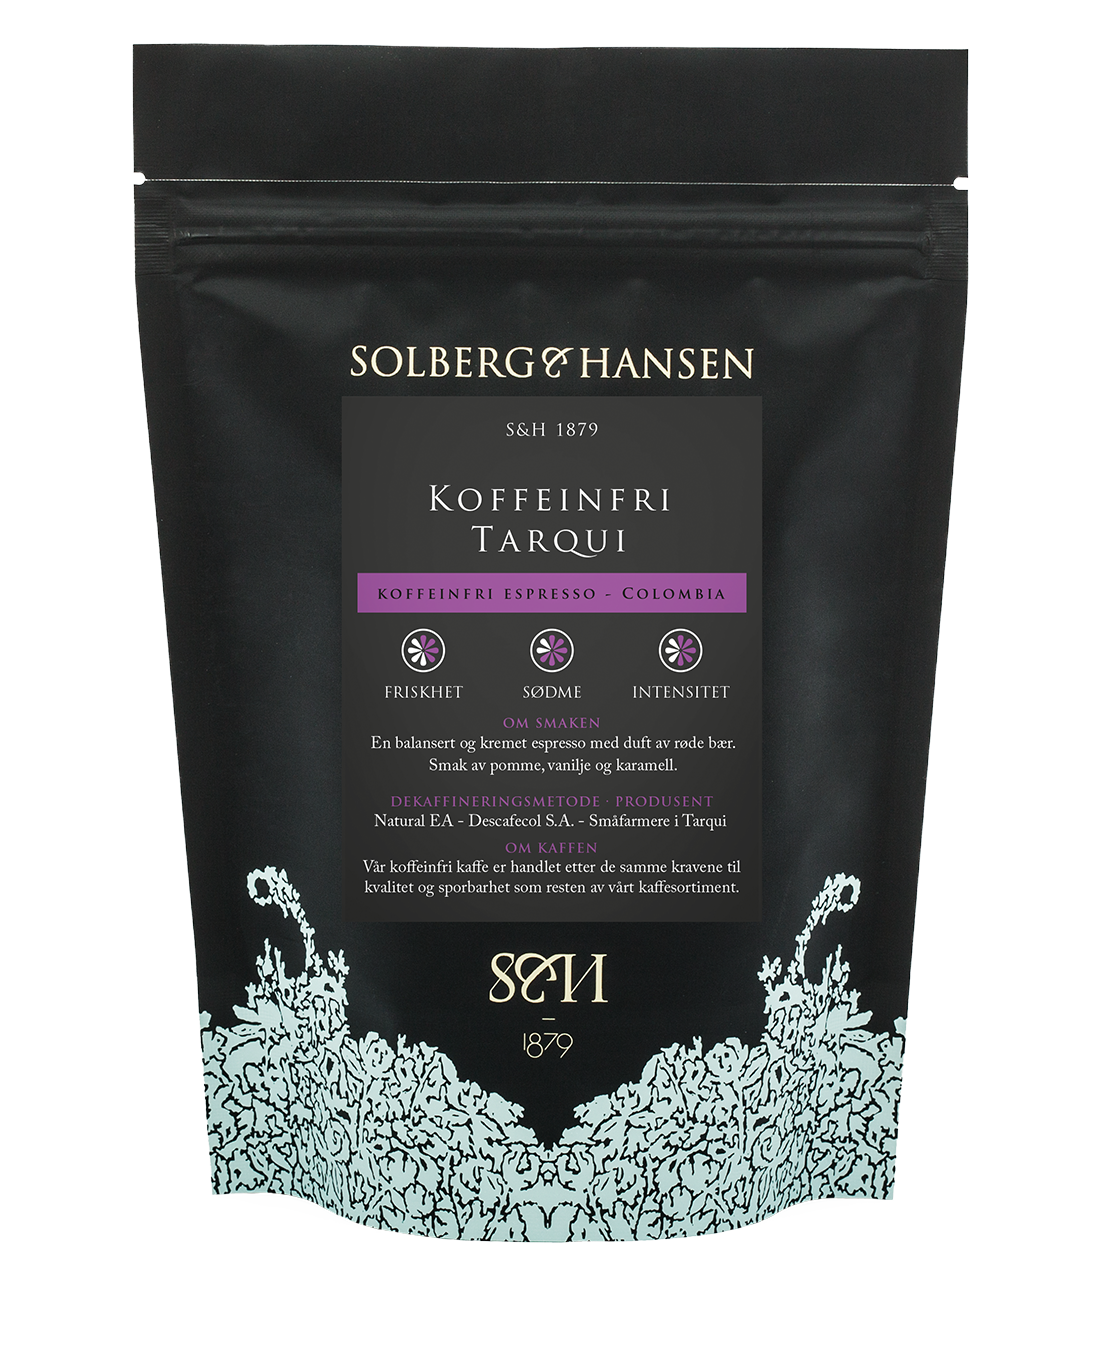 SOLBERG & HANSEN
S&H 1879
KOFFEINFRI
TARQUI
KOFFEINFRI ESPRESSO - COLOMBIA
FRISKHET SØDME INTENSITET
OM SMAKEN
En balansert og kremet espresso med duft av røde bær.
Smak av pomme, vanilje og karamell.
DEKAFFINERINGSMETODE · PRODUSENT
Natural EA - Descafecol S.A. - Småfarmere i Tarqui
OM KAFFEN
Vår koffeinfri kaffe er handlet etter de samme kravene til
kvalitet og sporbarhet som resten av vårt kaffesortiment.
S&H
1879